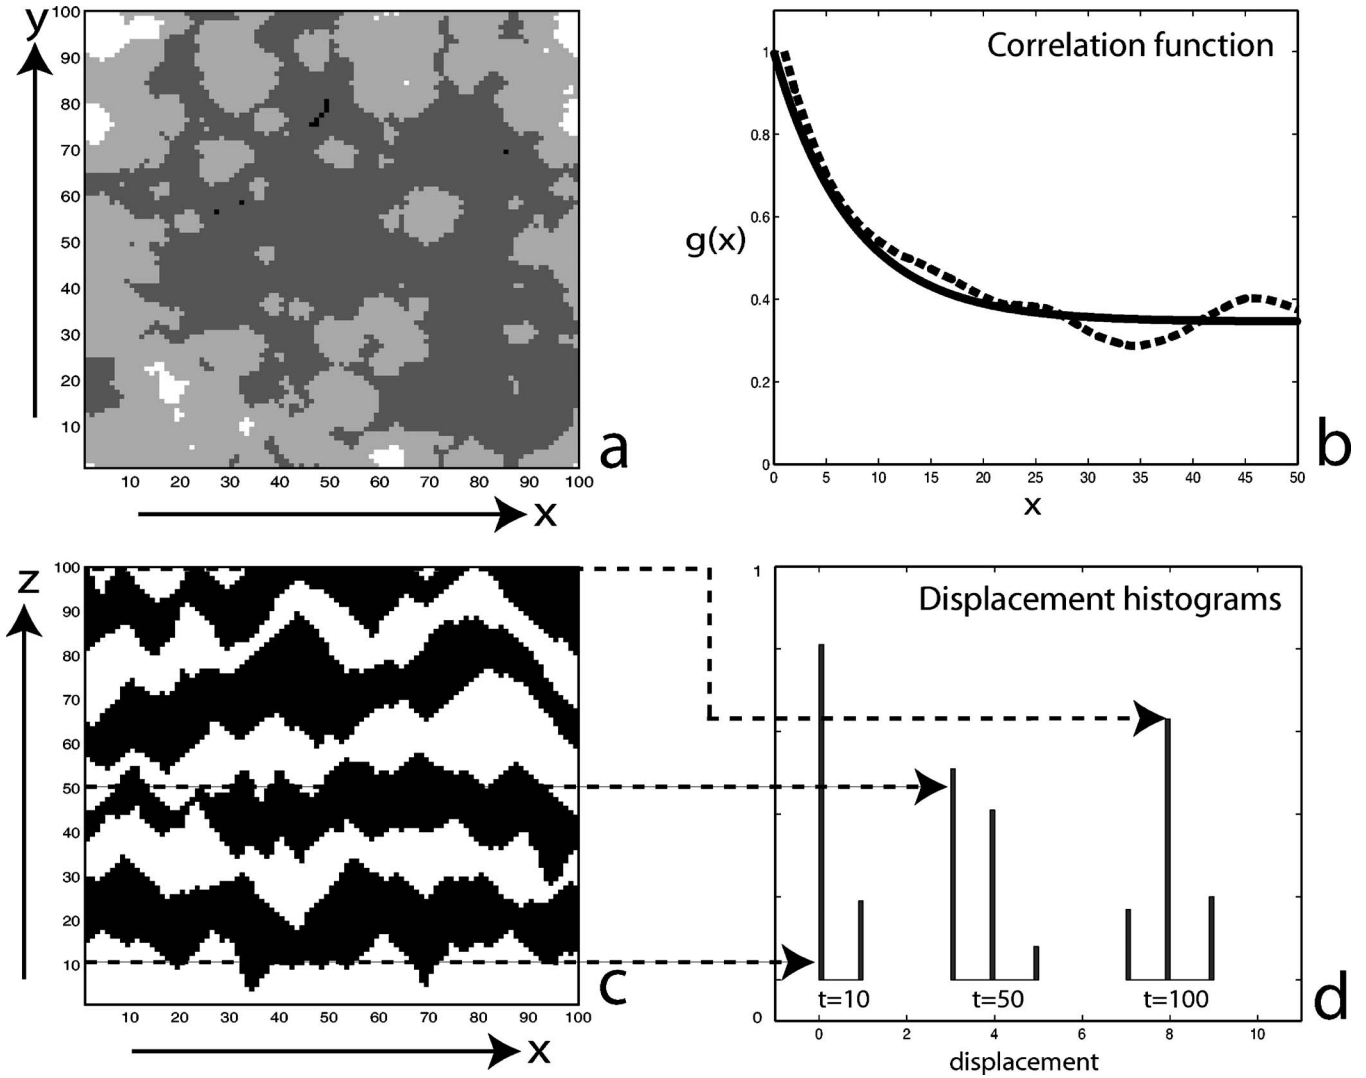 y
100
90
80
70
60
100
50
40
30
20
10
10 20 30 40 50 60 70 80 90 100
x
a
Correlation function
1
0.8
0.6
g(x)
0.4
0.2
0
0 5 10 15 20 25 30 35 40 45 50
x
b
z
100
90
80
70
60
50
40
30
20
10
10 20 30 40 50 60 70 80 90 100
x
c
Displacement histograms
1
0
t=10 t=50 t=100
0 2 4 6 8 10
displacement
d